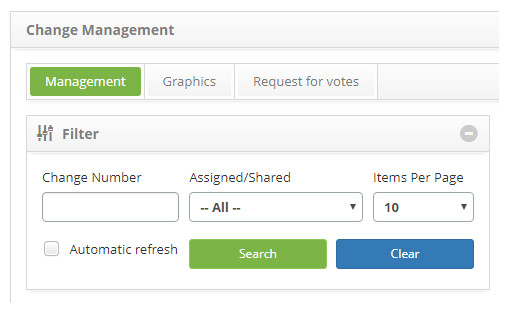 Change Management
Management Graphics Request for votes
Filter
Change Number Assigned/Shared Items Per Page
-- All -- 10
Automatic refresh Search Clear